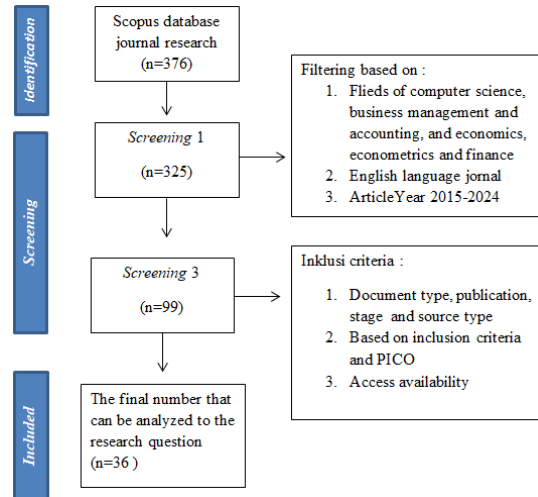 Identification
Scopus database
journal research
(n=376)
Filtering based on :
1. Flieds of computer science,
business management and
accounting, and economics,
econometrics and finance
2. English language jornal
3. ArticleYear 2015-2024
Screening
Screening 1
(n=325)
Screening 3
(n=99)
Inklusi criteria :
1. Document type, publication,
stage and source type
2. Based on inclusion criteria
and PICO
3. Access availability
Included
The final number that
can be analyzed to the
research question
(n=36 )